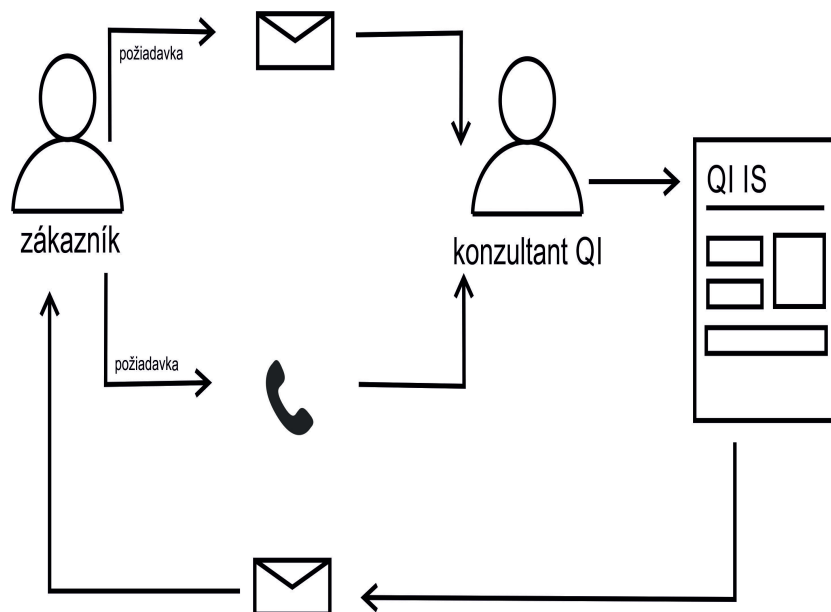 požiadavka
QI IS
zákazník
konzultant QI
požiadavka